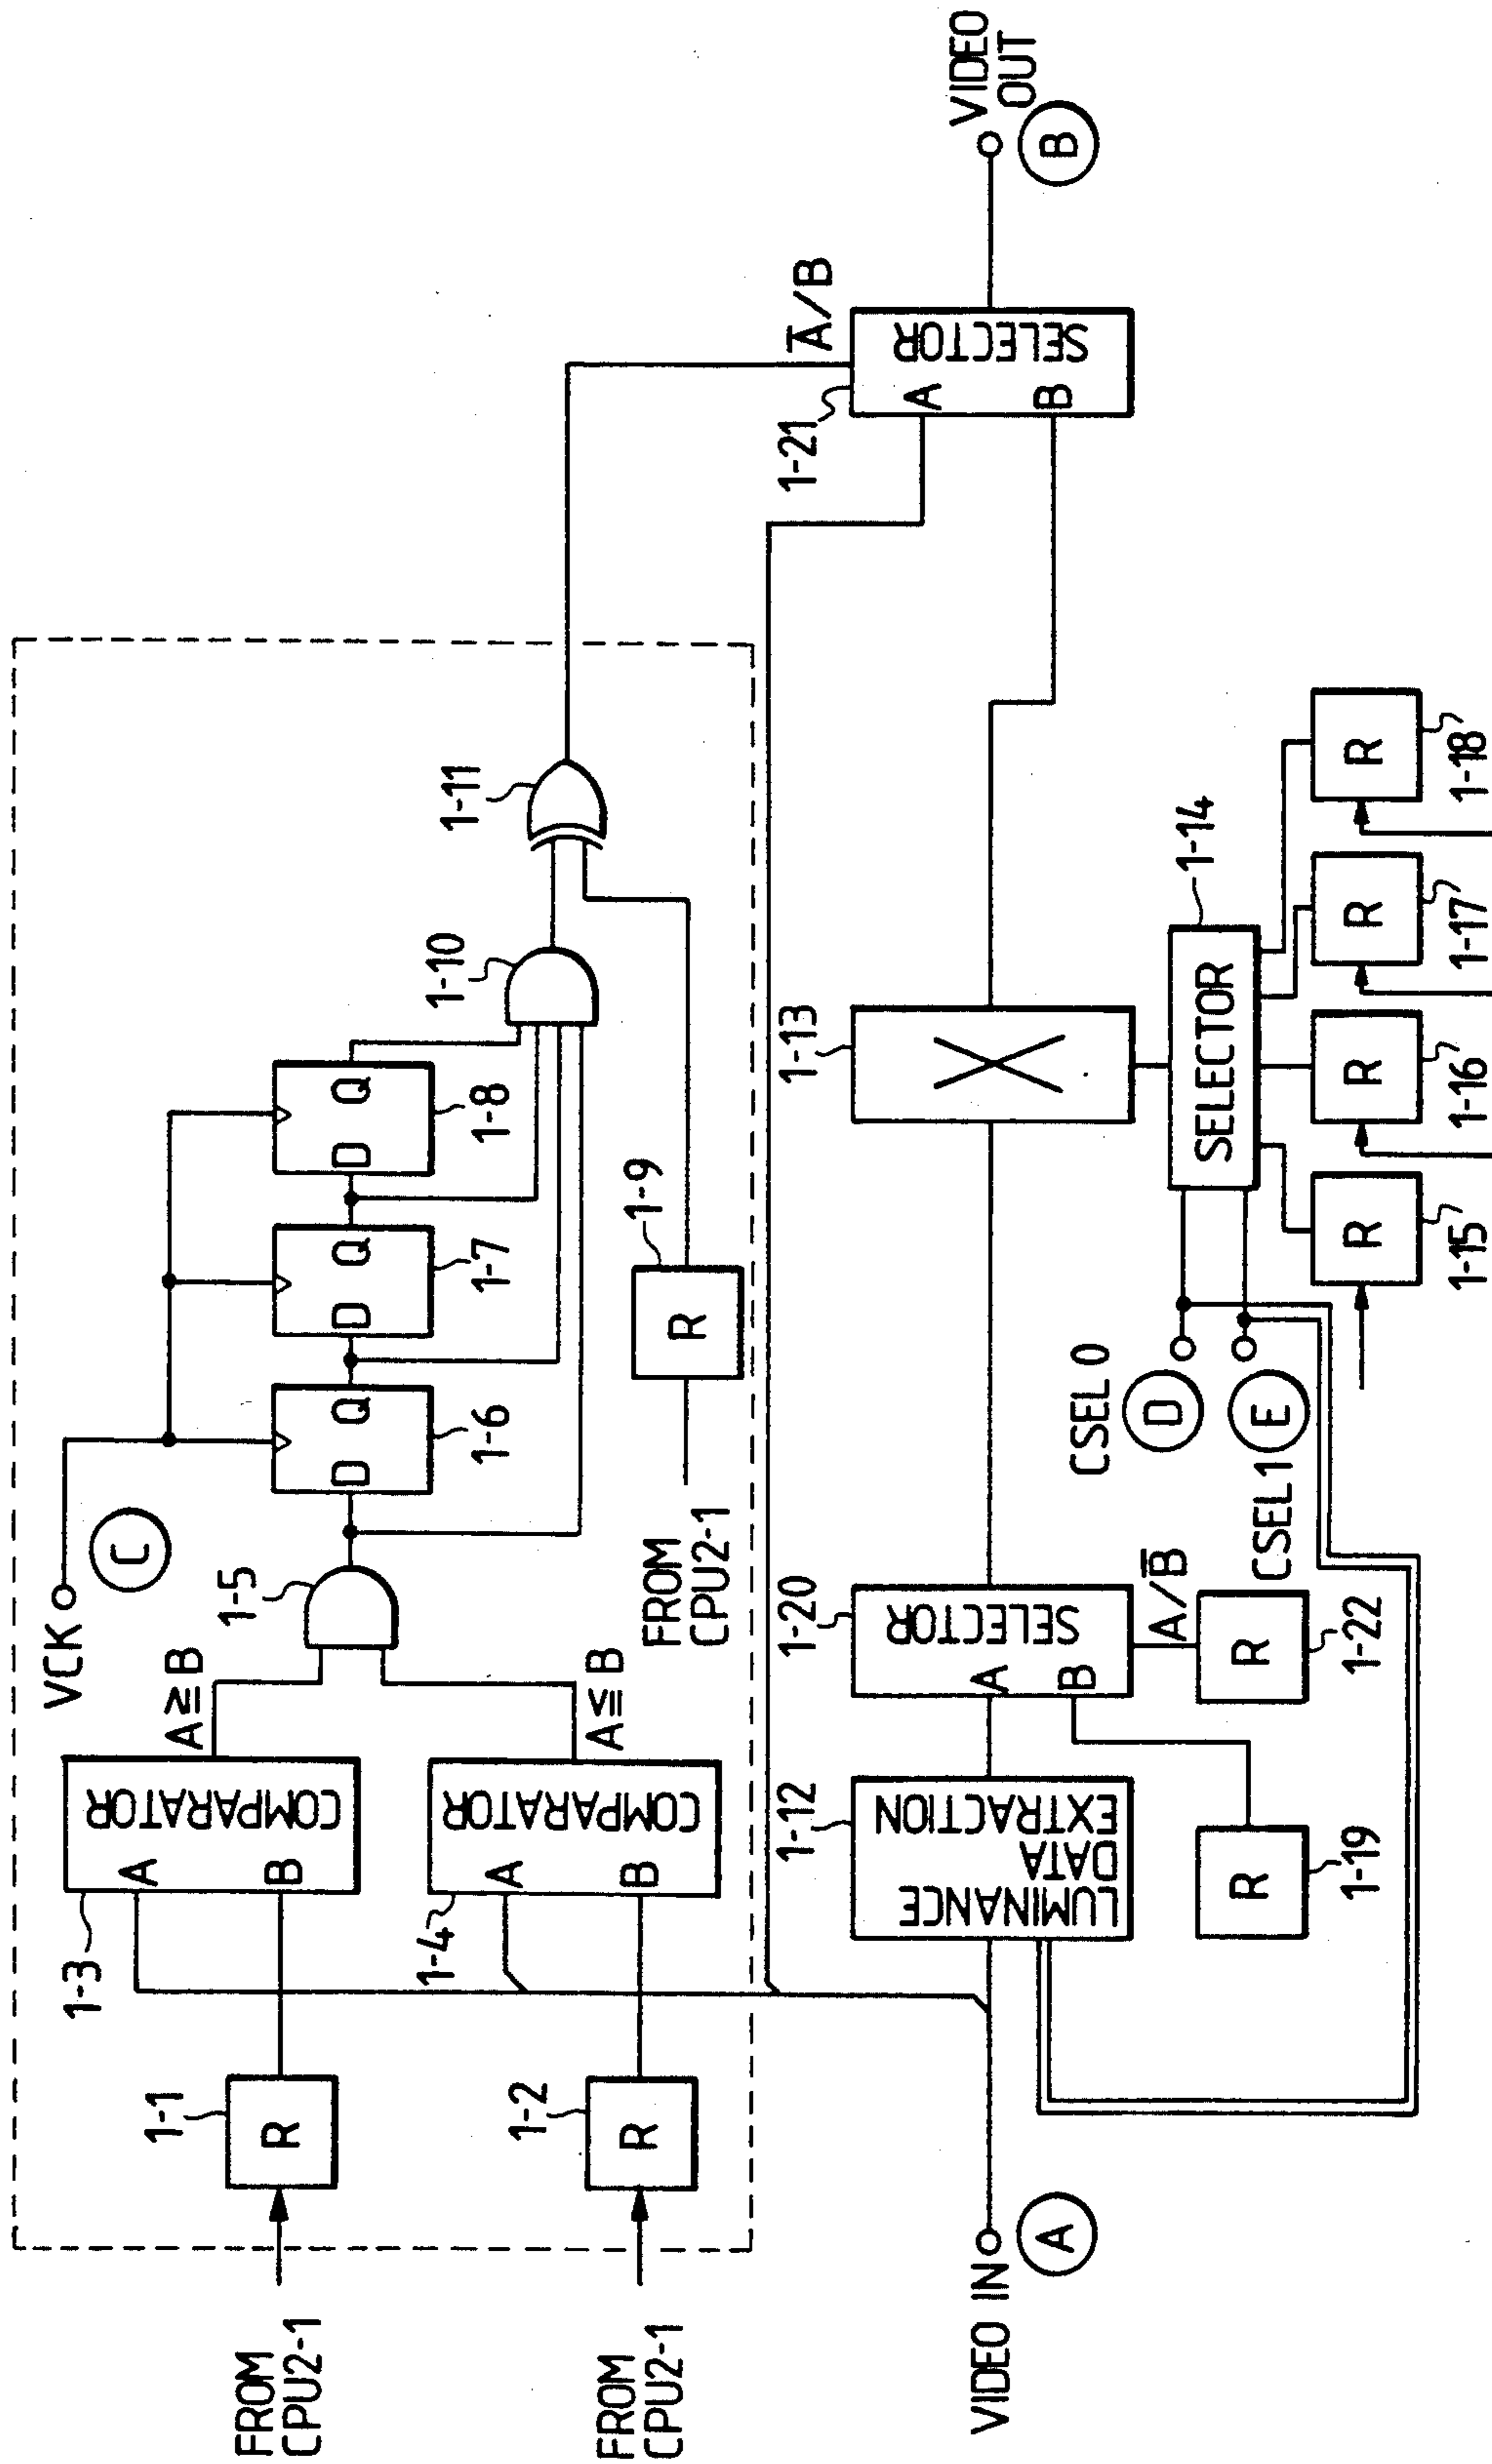 VCK
C
FROM
CPU2-1
1-1
R
1-3
COMPARATOR
A
B
A≧B
1-5
1-6
D Q
1-7
D Q
1-8
D Q
1-10
1-11
FROM
CPU2-1
1-2
R
1-4
COMPARATOR
A
B
A≦B
FROM
CPU2-1
1-9
R
VIDEO IN
A
1-12
LUMINANCE
DATA
EXTRACTION
1-20
SELECTOR
A
B
A/B̅
1-13
1-21
SELECTOR
A
B
A̅/B
VIDEO
OUT
B
1-19
R
1-22
R
CSEL 0
D
CSEL1
E
1-14
SELECTOR
R
1-15
R
1-16
R
1-17
R
1-18